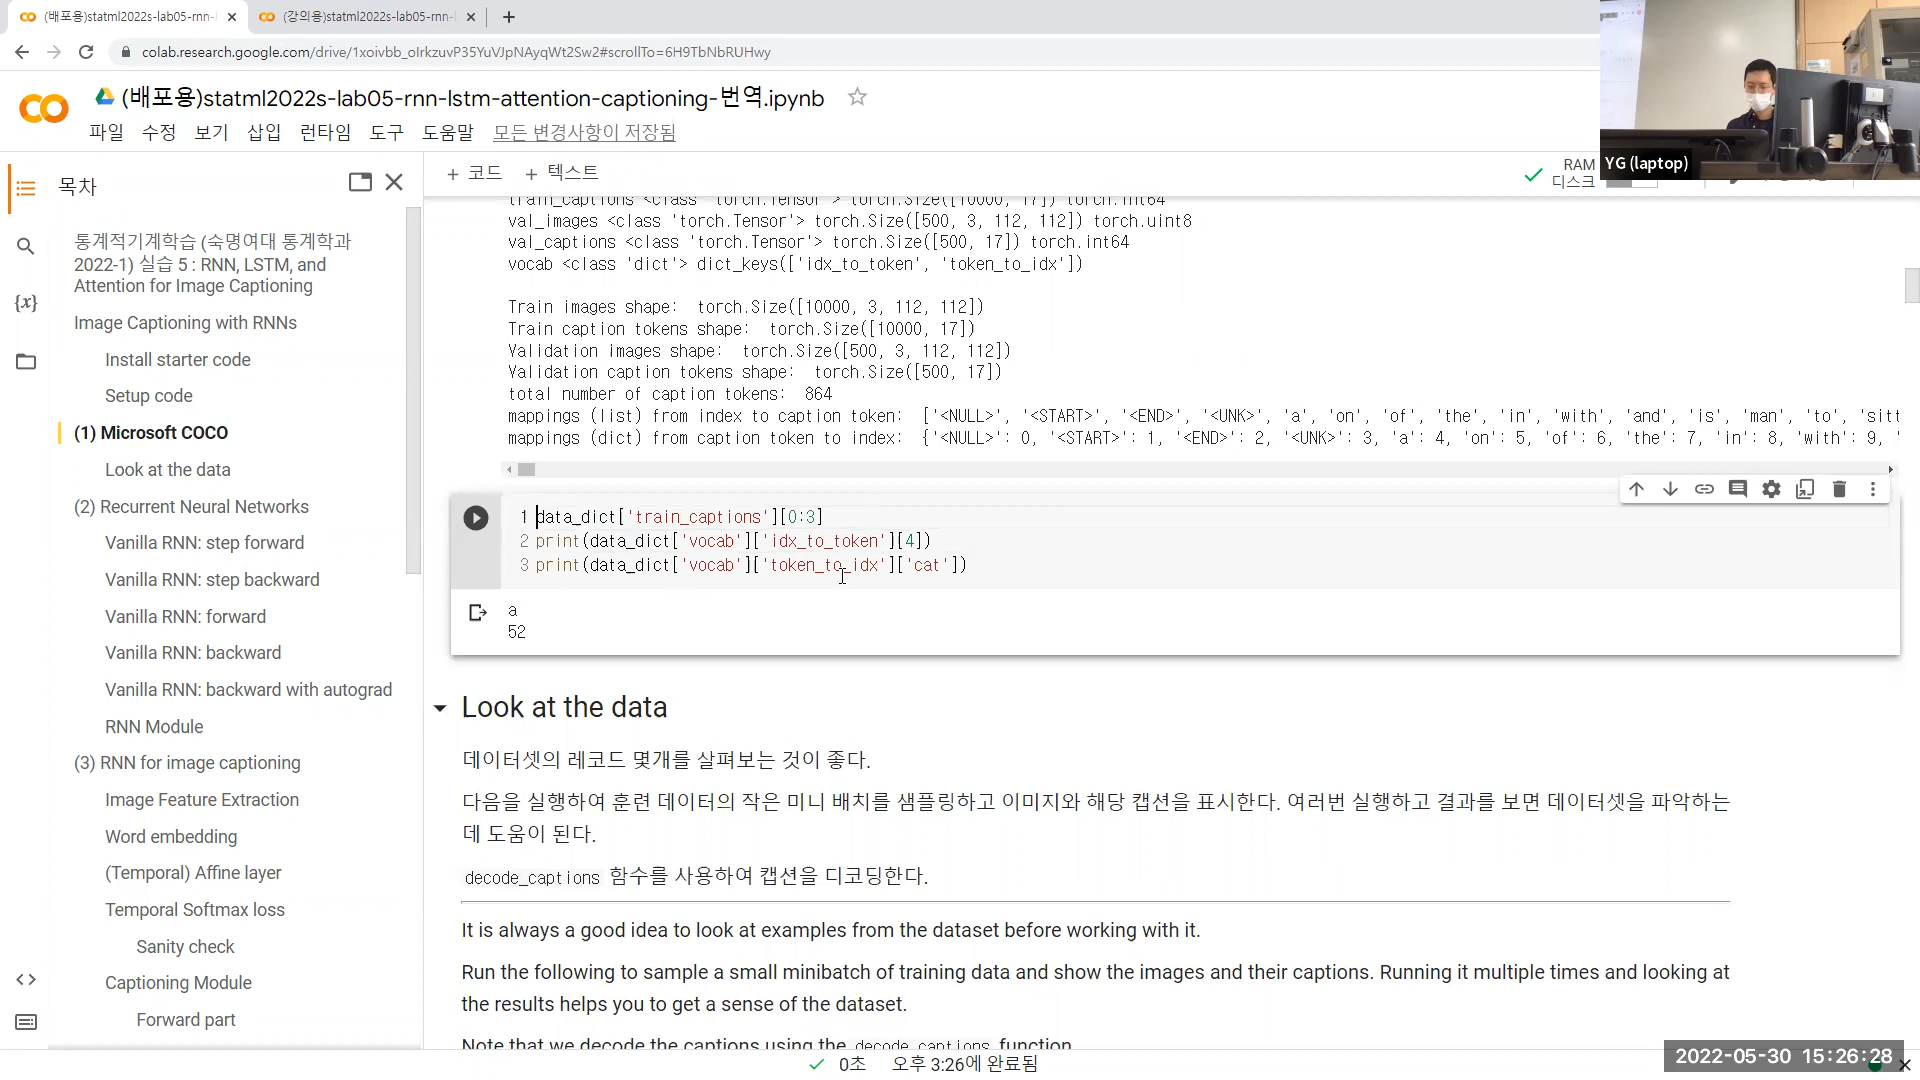 (배포용)statml2022s-lab05-rnn-
(강의용)statml2022s-lab05-rnn-
colab.research.google.com/drive/1xoivbb_oIrkzuvP35YuVJpNAyqWt2Sw2#scrollTo=6H9TbNbRUHwy
(배포용)statml2022s-lab05-rnn-lstm-attention-captioning-번역.ipynb
파일 수정 보기 삽입 런타임 도구 도움말 모든 변경사항이 저장됨
YG (laptop)
목차
+ 코드 + 텍스트
RAM
디스크
통계적기계학습 (숙명여대 통계학과
2022-1) 실습 5 : RNN, LSTM, and
Attention for Image Captioning
Image Captioning with RNNs
Install starter code
Setup code
(1) Microsoft COCO
Look at the data
(2) Recurrent Neural Networks
Vanilla RNN: step forward
Vanilla RNN: step backward
Vanilla RNN: forward
Vanilla RNN: backward
Vanilla RNN: backward with autograd
RNN Module
(3) RNN for image captioning
Image Feature Extraction
Word embedding
(Temporal) Affine layer
Temporal Softmax loss
Sanity check
Captioning Module
Forward part
train_captions <class 'torch.Tensor'> torch.Size([10000, 17]) torch.int64
val_images <class 'torch.Tensor'> torch.Size([500, 3, 112, 112]) torch.uint8
val_captions <class 'torch.Tensor'> torch.Size([500, 17]) torch.int64
vocab <class 'dict'> dict_keys(['idx_to_token', 'token_to_idx'])
Train images shape:  torch.Size([10000, 3, 112, 112])
Train caption tokens shape:  torch.Size([10000, 17])
Validation images shape:  torch.Size([500, 3, 112, 112])
Validation caption tokens shape:  torch.Size([500, 17])
total number of caption tokens:  864
mappings (list) from index to caption token:  ['<NULL>', '<START>', '<END>', '<UNK>', 'a', 'on', 'of', 'the', 'in', 'with', 'and', 'is', 'man', 'to', 'sitt
mappings (dict) from caption token to index:  {'<NULL>': 0, '<START>': 1, '<END>': 2, '<UNK>': 3, 'a': 4, 'on': 5, 'of': 6, 'the': 7, 'in': 8, 'with': 9, '
1 data_dict['train_captions'][0:3]
2 print(data_dict['vocab']['idx_to_token'][4])
3 print(data_dict['vocab']['token_to_idx']['cat'])
a
52
Look at the data
데이터셋의 레코드 몇개를 살펴보는 것이 좋다.
다음을 실행하여 훈련 데이터의 작은 미니 배치를 샘플링하고 이미지와 해당 캡션을 표시한다. 여러번 실행하고 결과를 보면 데이터셋을 파악하는
데 도움이 된다.
decode_captions 함수를 사용하여 캡션을 디코딩한다.
It is always a good idea to look at examples from the dataset before working with it.
Run the following to sample a small minibatch of training data and show the images and their captions. Running it multiple times and looking at
the results helps you to get a sense of the dataset.
Note that we decode the captions using the decode_captions function
0초 오후 3:26에 완료됨
2022-05-30 15:26:28